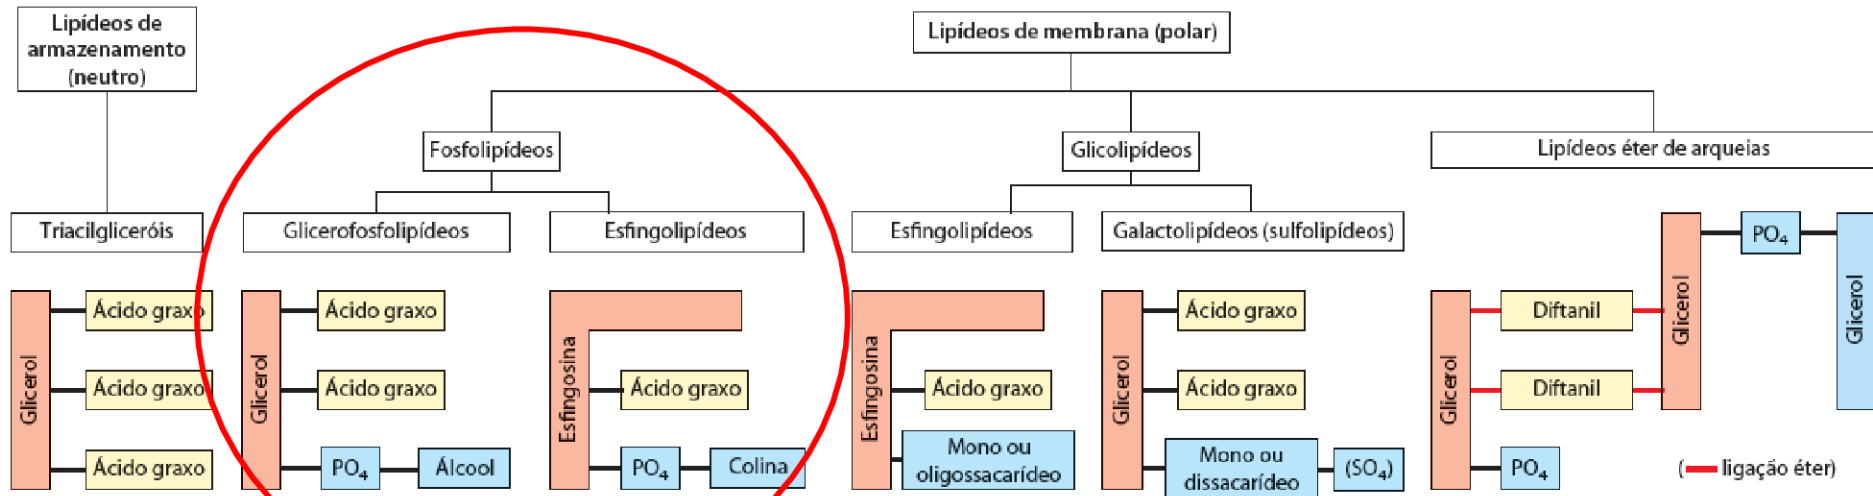 Lipídeos de
armazenamento
(neutro)
Lipídeos de membrana (polar)
Fosfolipídeos
Glicolipídeos
Lipídeos éter de arqueias
Triacilgliceróis
Glicerofosfolipídeos
Esfingolipídeos
Esfingolipídeos
Galactolipídeos (sulfolipídeos)
Glicerol
Ácido graxo
Ácido graxo
Ácido graxo
Glicerol
Ácido graxo
Ácido graxo
PO₄
Álcool
Esfingosina
Ácido graxo
PO₄
Colina
Esfingosina
Ácido graxo
Mono ou
oligossacarídeo
Glicerol
Ácido graxo
Ácido graxo
Mono ou
dissacarídeo
(SO₄)
Glicerol
Diftanil
Diftanil
PO₄
Glicerol
PO₄
Glicerol
( ligação éter)